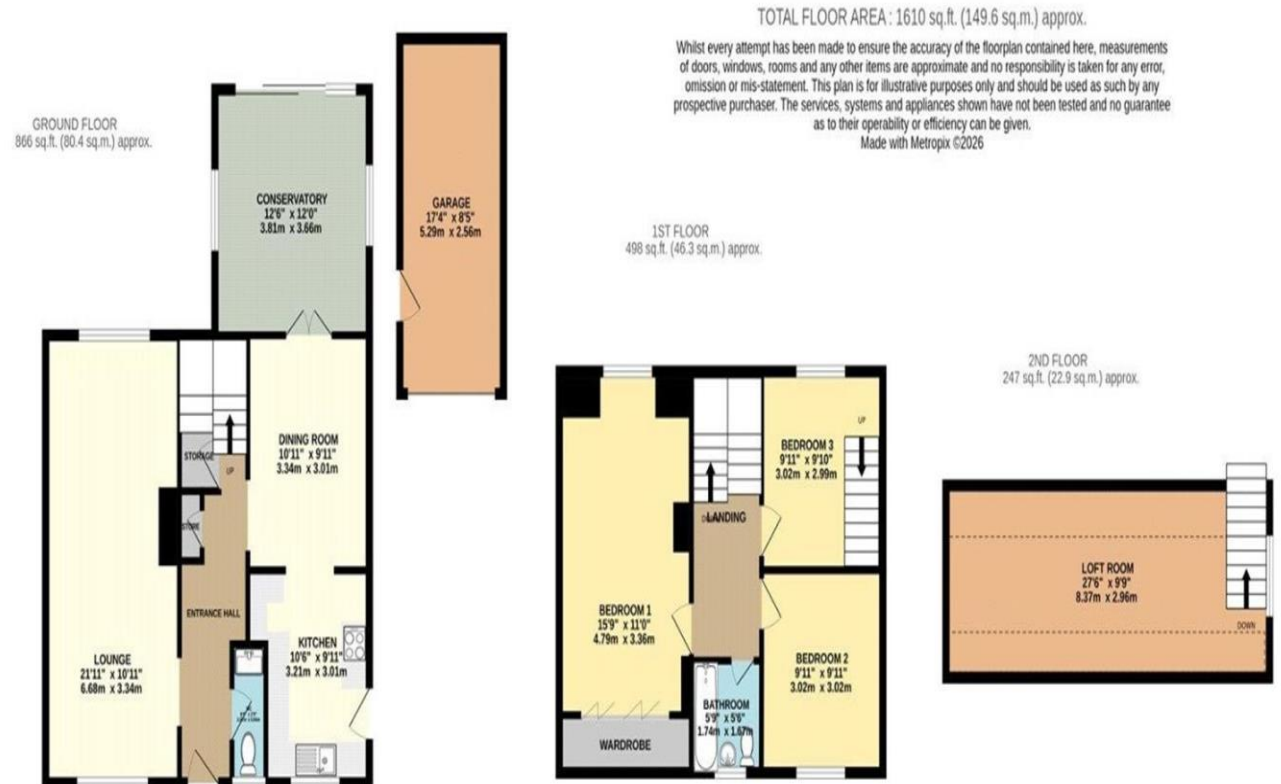 TOTAL FLOOR AREA : 1610 sq.ft. (149.6 sq.m.) approx.
Whilst every attempt has been made to ensure the accuracy of the floorplan contained here, measurements
of doors, windows, rooms and any other items are approximate and no responsibility is taken for any error,
omission or mis-statement. This plan is for illustrative purposes only and should be used as such by any
prospective purchaser. The services, systems and appliances shown have not been tested and no guarantee
as to their operability or efficiency can be given.
Made with Metropix ©2026
GROUND FLOOR
866 sq.ft. (80.4 sq.m.) approx.
CONSERVATORY
12'6" x 12'0"
3.81m x 3.66m
GARAGE
17'4" x 8'5"
5.29m x 2.56m
DINING ROOM
10'11" x 9'11"
3.34m x 3.01m
STORAGE
UP
STORE
ENTRANCE HALL
KITCHEN
10'6" x 9'11"
3.21m x 3.01m
LOUNGE
21'11" x 10'11"
6.68m x 3.34m
1ST FLOOR
498 sq.ft. (46.3 sq.m.) approx.
BEDROOM 3
9'11" x 9'10"
3.02m x 2.99m
UP
LANDING
BEDROOM 1
15'9" x 11'0"
4.79m x 3.36m
BEDROOM 2
9'11" x 9'11"
3.02m x 3.02m
BATHROOM
5'9" x 5'6"
1.74m x 1.67m
WARDROBE
2ND FLOOR
247 sq.ft. (22.9 sq.m.) approx.
LOFT ROOM
27'6" x 9'9"
8.37m x 2.96m
DOWN